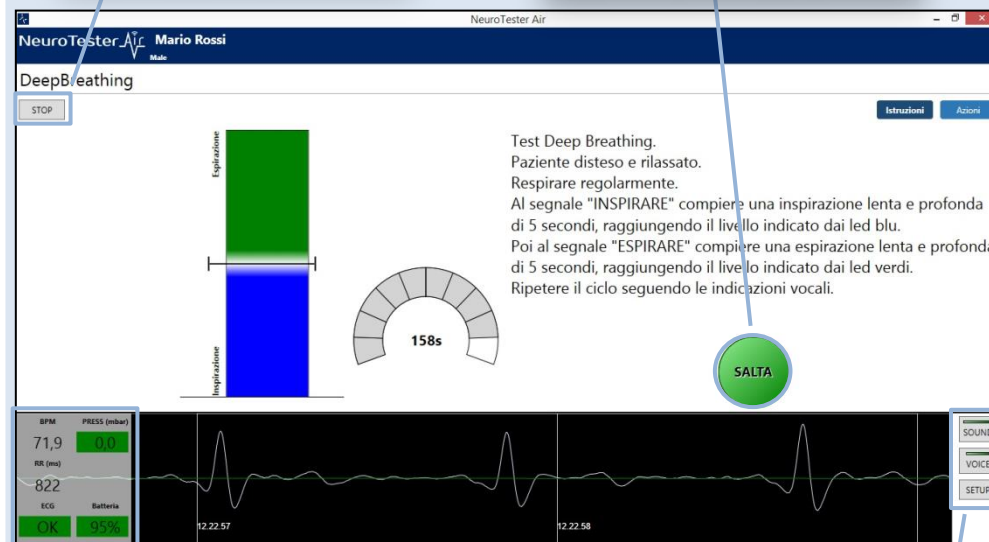 NeuroTester Air
NeuroTester Air Mario Rossi
Male
DeepBreathing
STOP
Istruzioni
Azioni
Espirazione
Inspirazione
158s
Test Deep Breathing.
Paziente disteso e rilassato.
Respirare regolarmente.
Al segnale "INSPIRARE" compiere una inspirazione lenta e profonda
di 5 secondi, raggiungendo il livello indicato dai led blu.
Poi al segnale "ESPIRARE" compiere una espirazione lenta e profonda
di 5 secondi, raggiungendo il livello indicato dai led verdi.
Ripetere il ciclo seguendo le indicazioni vocali.
SALTA
BPM PRESS (mbar)
71,9 0,0
RR (ms)
822
ECG Batteria
OK 95%
12.22.57
12.22.58
SOUND
VOICE
SETUP